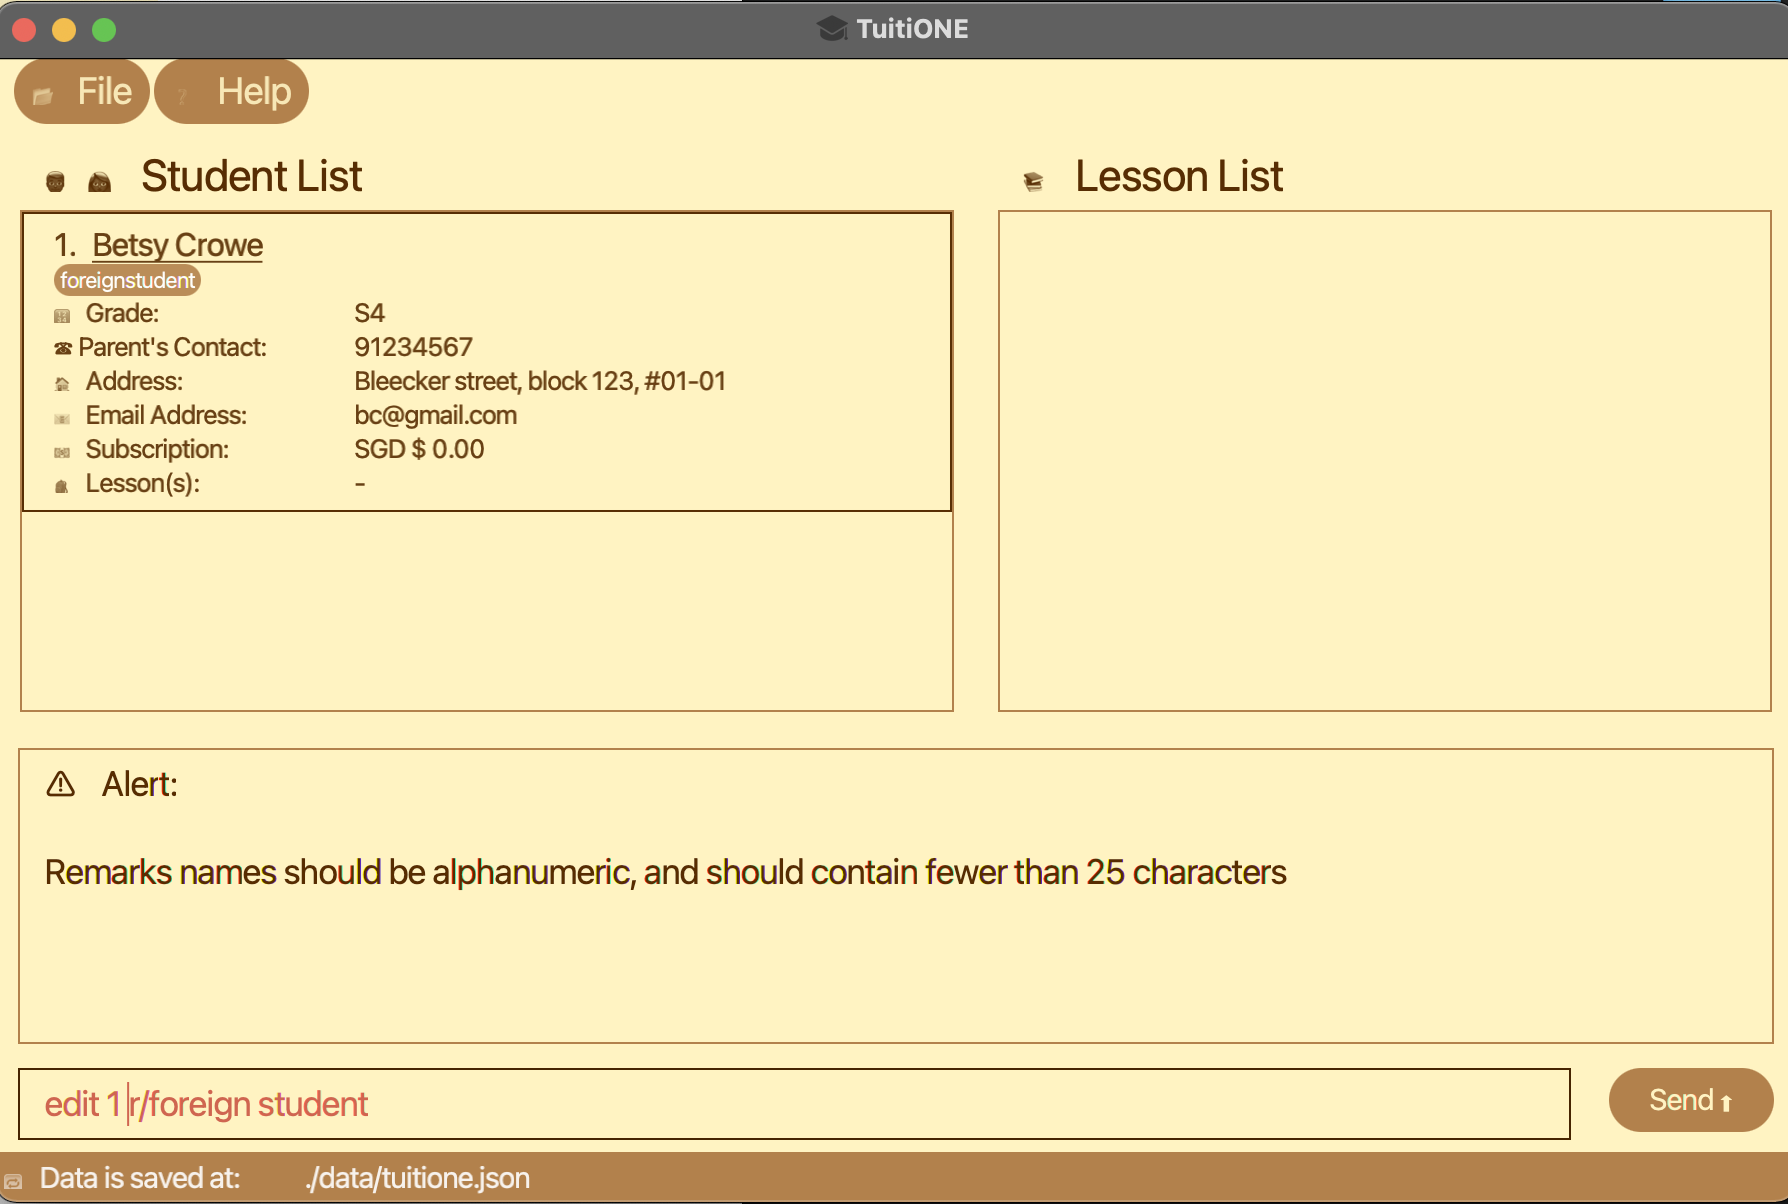 TuitiONE
File Help
Student List
1. Betsy Crowe
foreignstudent
Grade: S4
Parent's Contact: 91234567
Address: Bleecker street, block 123, #01-01
Email Address: bc@gmail.com
Subscription: SGD $ 0.00
Lesson(s): -
Lesson List
Alert:
Remarks names should be alphanumeric, and should contain fewer than 25 characters
edit 1 r/foreign student
Send
Data is saved at: ./data/tuitione.json